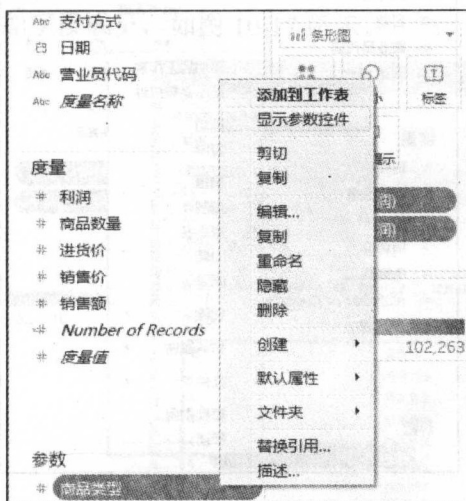 Abc 支付方式
日期
Abc 营业员代码
Abc 度量名称
度量
# 利润
# 商品数量
# 进货价
# 销售价
# 销售额
# Number of Records
# 度量值
参数
# 商品类型
条形图
标签
添加到工作表
显示参数控件
剪切
复制
编辑...
复制
重命名
隐藏
删除
创建
默认属性
文件夹
替换引用...
描述...
102,263